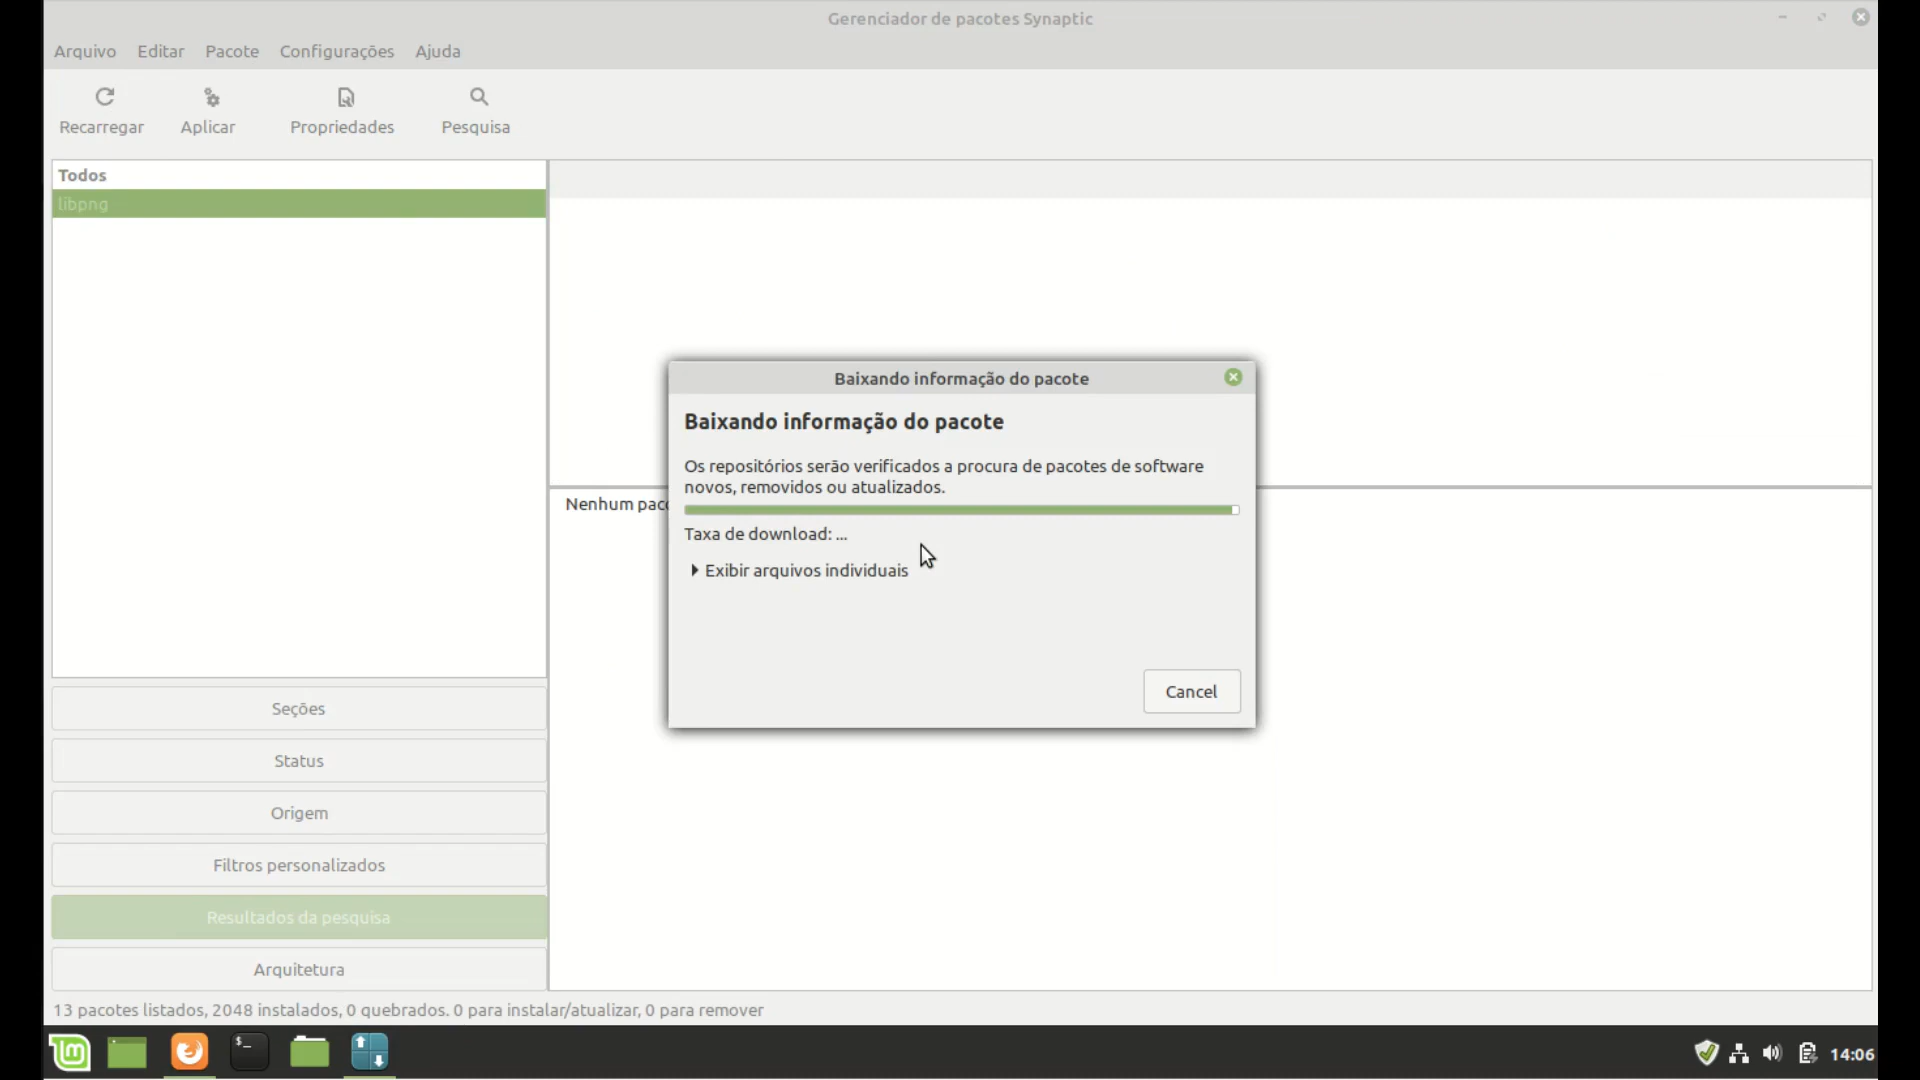 Gerenciador de pacotes Synaptic
Arquivo Editar Pacote Configurações Ajuda
Recarregar Aplicar Propriedades Pesquisa
Todos
libpng
Baixando informação do pacote
Baixando informação do pacote
Os repositórios serão verificados a procura de pacotes de software
novos, removidos ou atualizados.
Nenhum paco
Taxa de download: ...
Exibir arquivos individuais
Cancel
Seções
Status
Origem
Filtros personalizados
Resultados da pesquisa
Arquitetura
13 pacotes listados, 2048 instalados, 0 quebrados. 0 para instalar/atualizar, 0 para remover
$_
14:06